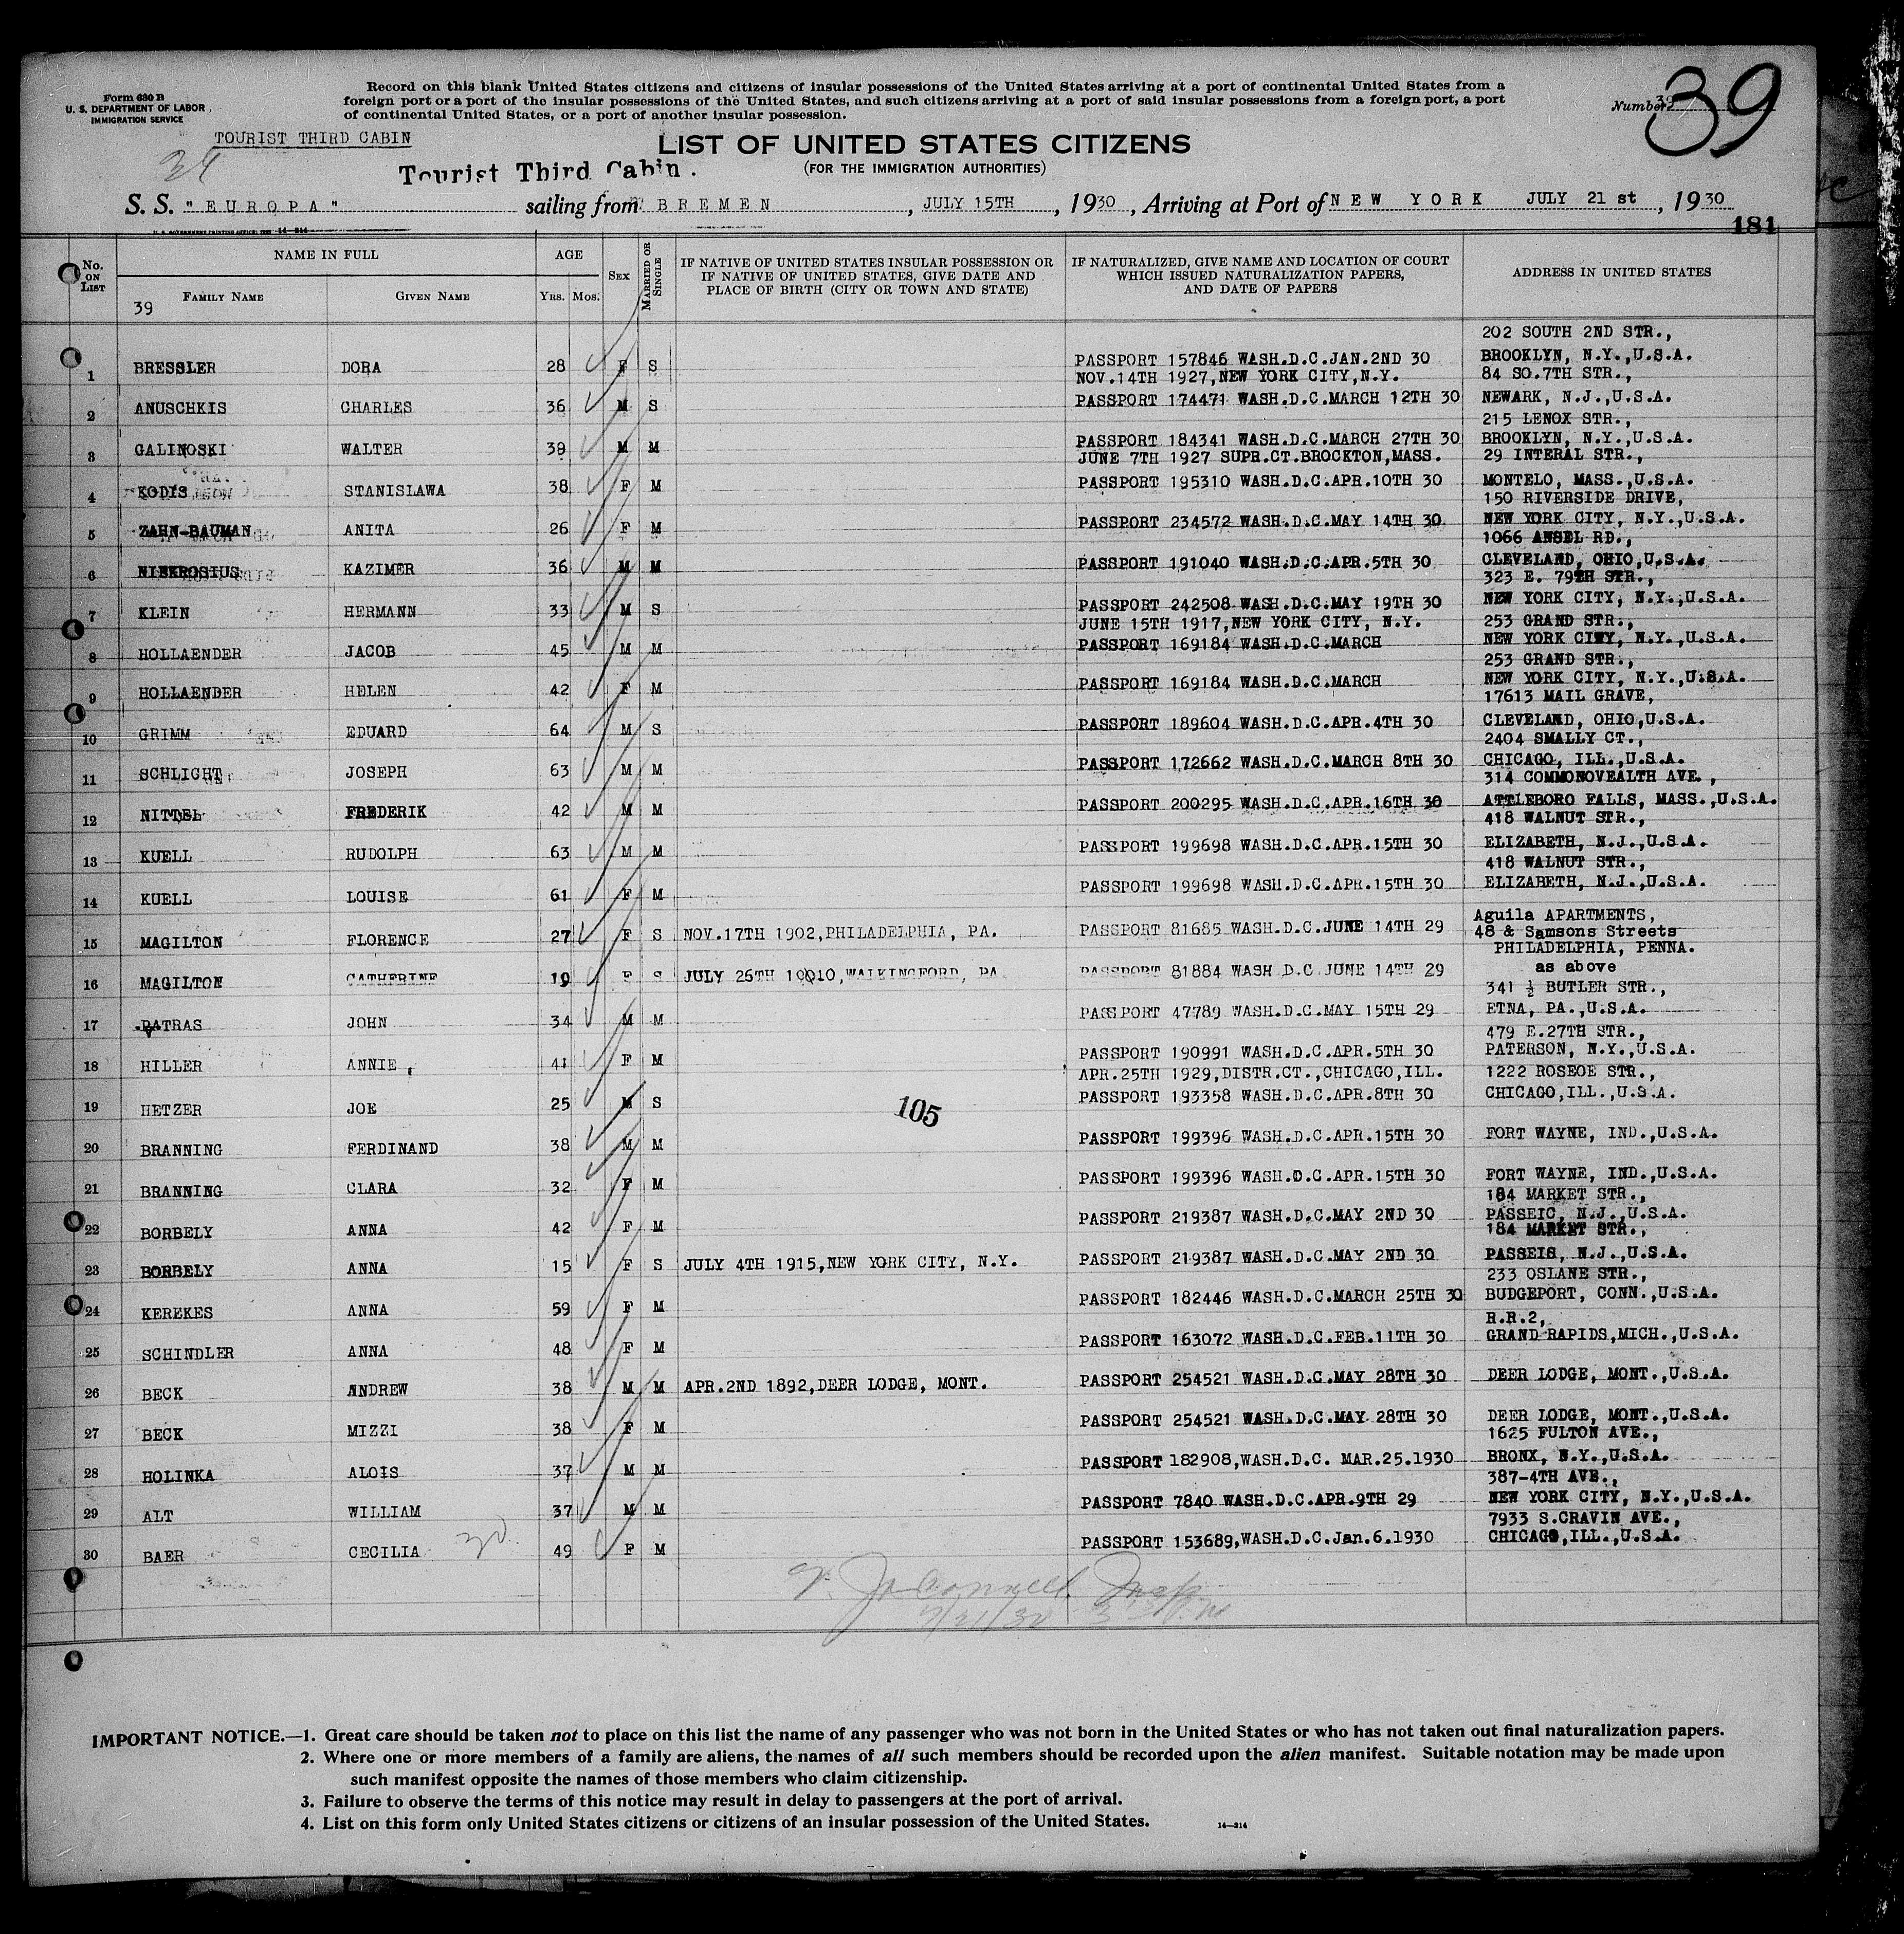 Form 630 B
U. S. DEPARTMENT OF LABOR
IMMIGRATION SERVICE
Record on this blank United States citizens and citizens of insular possessions of the United States arriving at a port of continental United States from a
foreign port or a port of the insular possessions of the United States, and such citizens arriving at a port of said insular possessions from a foreign port, a port
of continental United States, or a port of another insular possession.
Number 39
39
TOURIST THIRD CABIN
LIST OF UNITED STATES CITIZENS
(FOR THE IMMIGRATION AUTHORITIES)
Tourist Third Cabin.
S. S. "EUROPA" sailing from BREMEN, JULY 15TH, 1930, Arriving at Port of NEW YORK JULY 21st, 1930
181
No. ON LIST
NAME IN FULL
AGE
SEX
MARRIED OR SINGLE
IF NATIVE OF UNITED STATES INSULAR POSSESSION OR
IF NATIVE OF UNITED STATES, GIVE DATE AND
PLACE OF BIRTH (CITY OR TOWN AND STATE)
IF NATURALIZED, GIVE NAME AND LOCATION OF COURT
WHICH ISSUED NATURALIZATION PAPERS,
AND DATE OF PAPERS
ADDRESS IN UNITED STATES
39 FAMILY NAME GIVEN NAME YRS. MOS.
202 SOUTH 2ND STR.,
1 BRESSLER DORA 28 F S PASSPORT 157846 WASH.D.C.JAN.2ND 30 BROOKLYN, N.Y.,U.S.A.
NOV.14TH 1927,NEW YORK CITY,N.Y. 84 SO.7TH STR.,
2 ANUSCHKIS CHARLES 36 M S PASSPORT 174471 WASH.D.C.MARCH 12TH 30 NEWARK, N.J.,U.S.A.
215 LENOX STR.,
3 GALINOSKI WALTER 39 M M PASSPORT 184341 WASH.D.C.MARCH 27TH 30 BROOKLYN, N.Y.,U.S.A.
JUNE 7TH 1927 SUPR.CT.BROCKTON,MASS. 29 INTERAL STR.,
4 KODIS STANISLAWA 38 F M PASSPORT 195310 WASH.D.C.APR.10TH 30 MONTELO, MASS.,U.S.A.
150 RIVERSIDE DRIVE,
5 ZAHN-BAUMAN ANITA 26 F M PASSPORT 234572 WASH.D.C.MAY 14TH 30 NEW YORK CITY, N.Y.,U.S.A.
1066 ANSEL RD.,
6 NIEKROSIUS KAZIMER 36 M M PASSPORT 191040 WASH.D.C.APR.5TH 30 CLEVELAND, OHIO,U.S.A.
323 E. 79TH STR.,
7 KLEIN HERMANN 33 M S PASSPORT 242508 WASH.D.C.MAY 19TH 30 NEW YORK CITY, N.Y.,U.S.A.
JUNE 15TH 1917,NEW YORK CITY, N.Y. 253 GRAND STR.,
8 HOLLAENDER JACOB 45 M M PASSPORT 169184 WASH.D.C.MARCH NEW YORK CITY, N.Y.,U.S.A.
253 GRAND STR.,
9 HOLLAENDER HELEN 42 F M PASSPORT 169184 WASH.D.C.MARCH NEW YORK CITY, N.Y.,U.S.A.
17613 MAIL GRAVE,
10 GRIMM EDUARD 64 M S PASSPORT 189604 WASH.D.C.APR.4TH 30 CLEVELAND, OHIO,U.S.A.
2404 SMALLY CT.,
11 SCHLICHT JOSEPH 63 M M PASSPORT 172662 WASH.D.C.MARCH 8TH 30 CHICAGO, ILL.,U.S.A.
314 COMMONOVEALTH AVE.,
12 NITTEL FREDERIK 42 M M PASSPORT 200295 WASH.D.C.APR.16TH 30 ATTLEBORO FALLS, MASS.,U.S.A.
418 WALNUT STR.,
13 KUELL RUDOLPH 63 M M PASSPORT 199698 WASH.D.C.APR.15TH 30 ELIZABETH, N.J.,U.S.A.
418 WALNUT STR.,
14 KUELL LOUISE 61 F M PASSPORT 199698 WASH.D.C.APR.15TH 30 ELIZABETH, N.J.,U.S.A.
Aguila APARTMENTS,
15 MAGILTON FLORENCE 27 F S NOV.17TH 1902,PHILADELPHIA, PA. PASSPORT 81685 WASH.D.C.JUNE 14TH 29 48 & Samsons Streets
PHILADELPHIA, PENNA.
16 MAGILTON CATHERINE 19 F S JULY 26TH 10010,WALKINGFORD, PA PASSPORT 81884 WASH.D.C JUNE 14TH 29 as above
341 ½ BUTLER STR.,
17 PATRAS JOHN 34 M M PASSPORT 47789 WASH.D.C.MAY 15TH 29 ETNA, PA.,U.S.A.
479 E.27TH STR.,
18 HILLER ANNIE 41 F M PASSPORT 190991 WASH.D.C.APR.5TH 30 PATERSON, N.Y.,U.S.A.
APR.25TH 1929,DISTR.CT.,CHICAGO,ILL. 1222 ROSEOE STR.,
19 HETZER JOE 25 M S PASSPORT 193358 WASH.D.C.APR.8TH 30 CHICAGO,ILL.,U.S.A.
105
20 BRANNING FERDINAND 38 M M PASSPORT 199396 WASH.D.C.APR.15TH 30 FORT WAYNE, IND.,U.S.A.
21 BRANNING CLARA 32 F M PASSPORT 199396 WASH.D.C.APR.15TH 30 FORT WAYNE, IND.,U.S.A.
184 MARKET STR.,
22 BORBELY ANNA 42 F M PASSPORT 219387 WASH.D.C.MAY 2ND 30 PASSEIC, N.J.,U.S.A.
184 MARKET STR.,
23 BORBELY ANNA 15 F S JULY 4TH 1915,NEW YORK CITY, N.Y. PASSPORT 219387 WASH.D.C.MAY 2ND 30 PASSEIS, N.J.,U.S.A.
233 OSLANE STR.,
24 KEREKES ANNA 59 F M PASSPORT 182446 WASH.D.C.MARCH 25TH 30 BUDGEPORT, CONN.,U.S.A.
R.R.2,
25 SCHINDLER ANNA 48 F M PASSPORT 163072 WASH.D.C.FEB.11TH 30 GRAND RAPIDS,MICH.,U.S.A.
26 BECK ANDREW 38 M M APR.2ND 1892,DEER LODGE, MONT. PASSPORT 254521 WASH.D.C.MAY 28TH 30 DEER LODGE, MONT.,U.S.A.
27 BECK MIZZI 38 F M PASSPORT 254521 WASH.D.C.MAY 28TH 30 DEER LODGE, MONT.,U.S.A.
1625 FULTON AVE.,
28 HOLINKA ALOIS 37 M M PASSPORT 182908,WASH.D.C. MAR.25.1930 BRONX, N.Y.,U.S.A.
387-4TH AVE.,
29 ALT WILLIAM 37 M M PASSPORT 7840 WASH.D.C.APR.9TH 29 NEW YORK CITY, N.Y.,U.S.A.
7933 S.CRAVIN AVE.,
30 BAER CECILIA 49 F M PASSPORT 153689,WASH.D.C.Jan.6.1930 CHICAGO,ILL.,U.S.A.
30
7/21/30
IMPORTANT NOTICE.—1. Great care should be taken not to place on this list the name of any passenger who was not born in the United States or who has not taken out final naturalization papers.
2. Where one or more members of a family are aliens, the names of all such members should be recorded upon the alien manifest. Suitable notation may be made upon
such manifest opposite the names of those members who claim citizenship.
3. Failure to observe the terms of this notice may result in delay to passengers at the port of arrival.
4. List on this form only United States citizens or citizens of an insular possession of the United States.
14—214